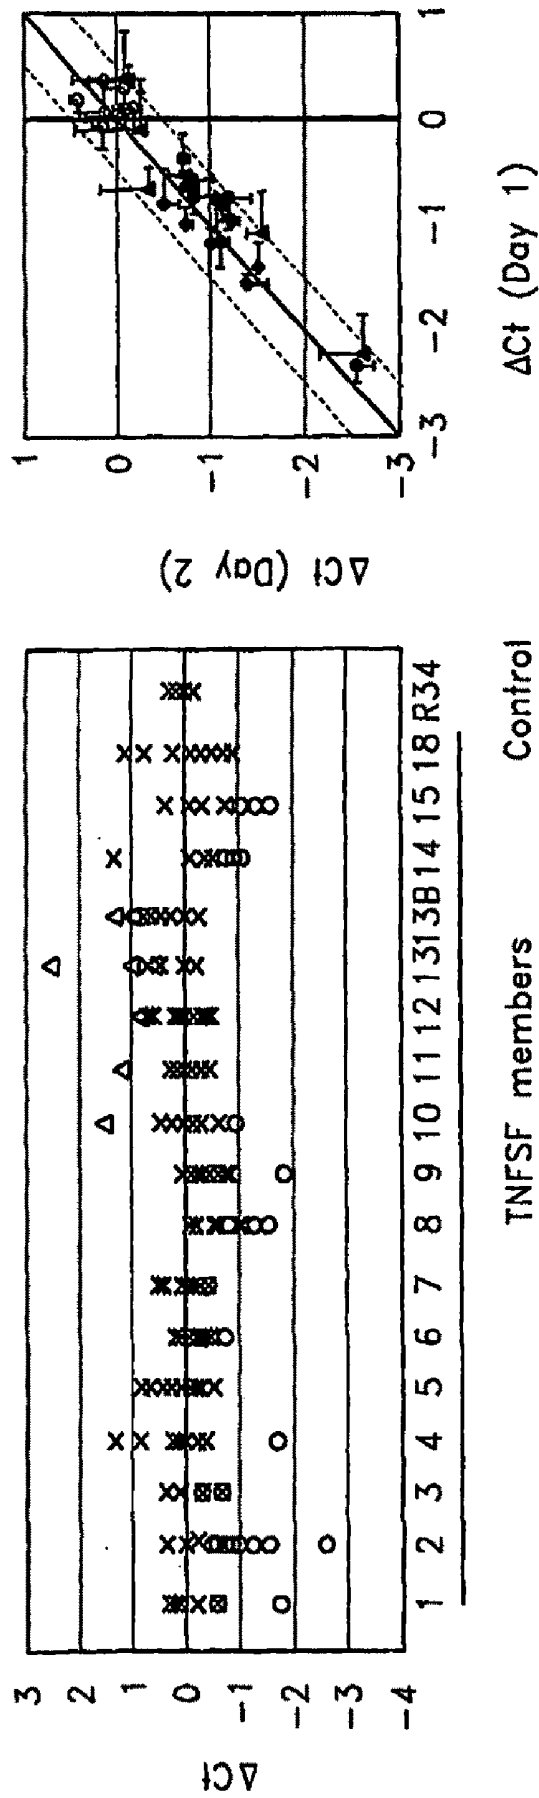 ΔCt
3
2
1
0
-1
-2
-3
-4
1 2 3 4 5 6 7 8 9 10 11 12 13 13B 14 15 18 R34
TNFSF members
Control
ΔCt (Day 2)
1
0
-1
-2
-3
-3 -2 -1 0 1
ΔCt (Day 1)